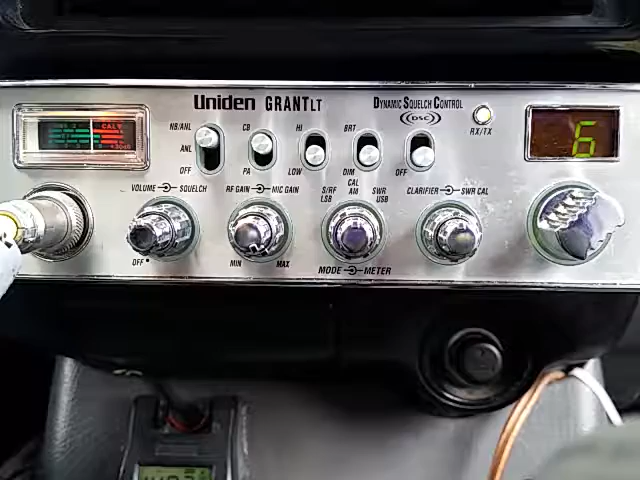 Uniden GRANT LT
DYNAMIC SQUELCH CONTROL
DSC
RX/TX
NB/ANL
ANL
OFF
CB
PA
HI
LOW
BRT
DIM
OFF
6
VOLUME SQUELCH
OFF
RF GAIN MIC GAIN
MIN MAX
S/RF
LSB
CAL
AM
SWR
USB
MODE METER
CLARIFIER SWR CAL